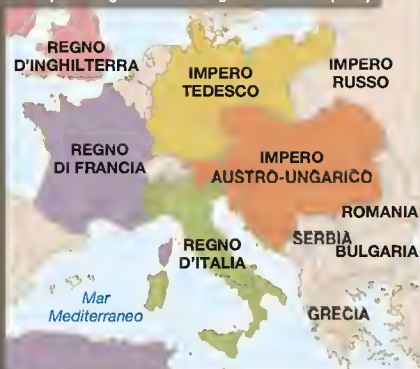 REGNO
D'INGHILTERRA
IMPERO
TEDESCO
IMPERO
RUSSO
REGNO
DI FRANCIA
IMPERO
AUSTRO-UNGARICO
ROMANIA
SERBIA
BULGARIA
REGNO
D'ITALIA
Mar
Mediterraneo
GRECIA